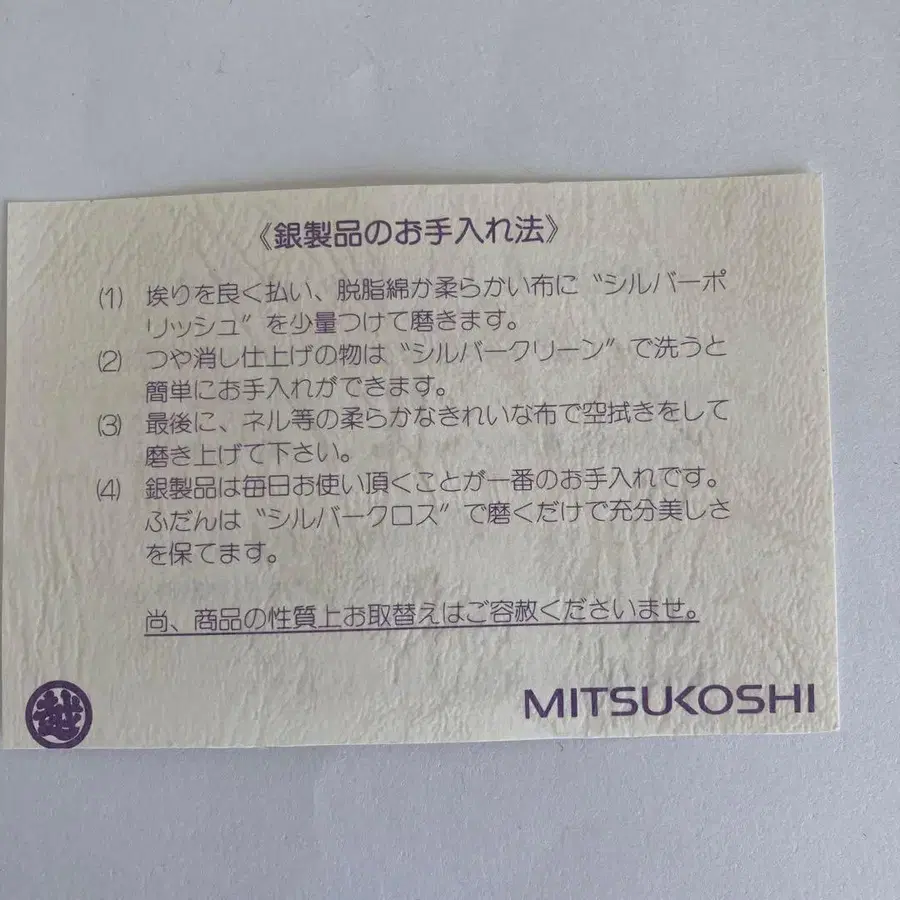 《銀製品のお手入れ法》
(1) 埃りを良く払い、脱脂綿か柔らかい布に〝シルバーポ
リッシュ〟を少量つけて磨きます。
(2) つや消し仕上げの物は〝シルバークリーン〟で洗うと
簡単にお手入れができます。
(3) 最後に、ネル等の柔らかなきれいな布で空拭きをして
磨き上げて下さい。
(4) 銀製品は毎日お使い頂くことが一番のお手入れです。
ふだんは〝シルバークロス〟で磨くだけで充分美しさ
を保てます。
尚、商品の性質上お取替えはご容赦くださいませ。
越
MITSUKOSHI